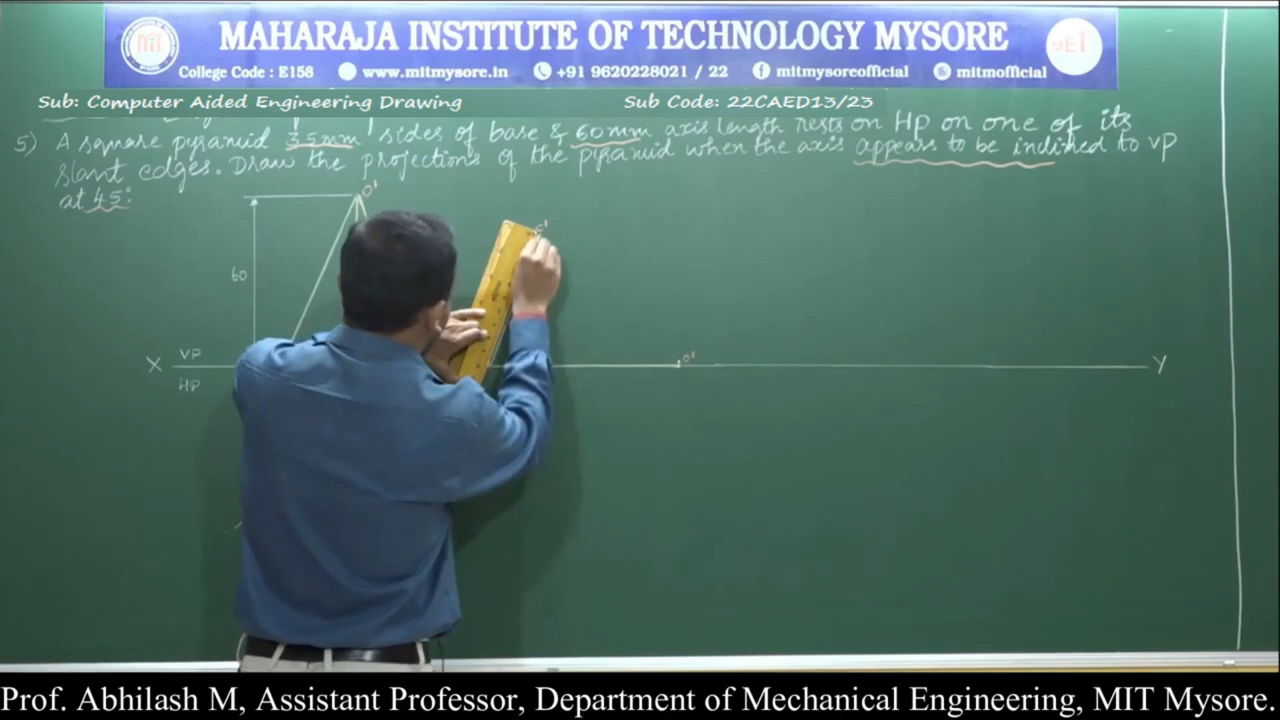 MAHARAJA INSTITUTE OF TECHNOLOGY MYSORE
College Code : E158 www.mitmysore.in +91 9620228021 / 22 mitmysoreofficial mitmofficial
MiT
MET
Sub: Computer Aided Engineering Drawing Sub Code: 22CAED13/23
5) A square pyramid 35mm sides of base & 60mm axis length rests on HP on one of its
slant edges. Draw the projections of the pyramid when the axis appears to be inclined to VP
at 45°.
O'
60
X VP
HP
o'
Y
Prof. Abhilash M, Assistant Professor, Department of Mechanical Engineering, MIT Mysore.